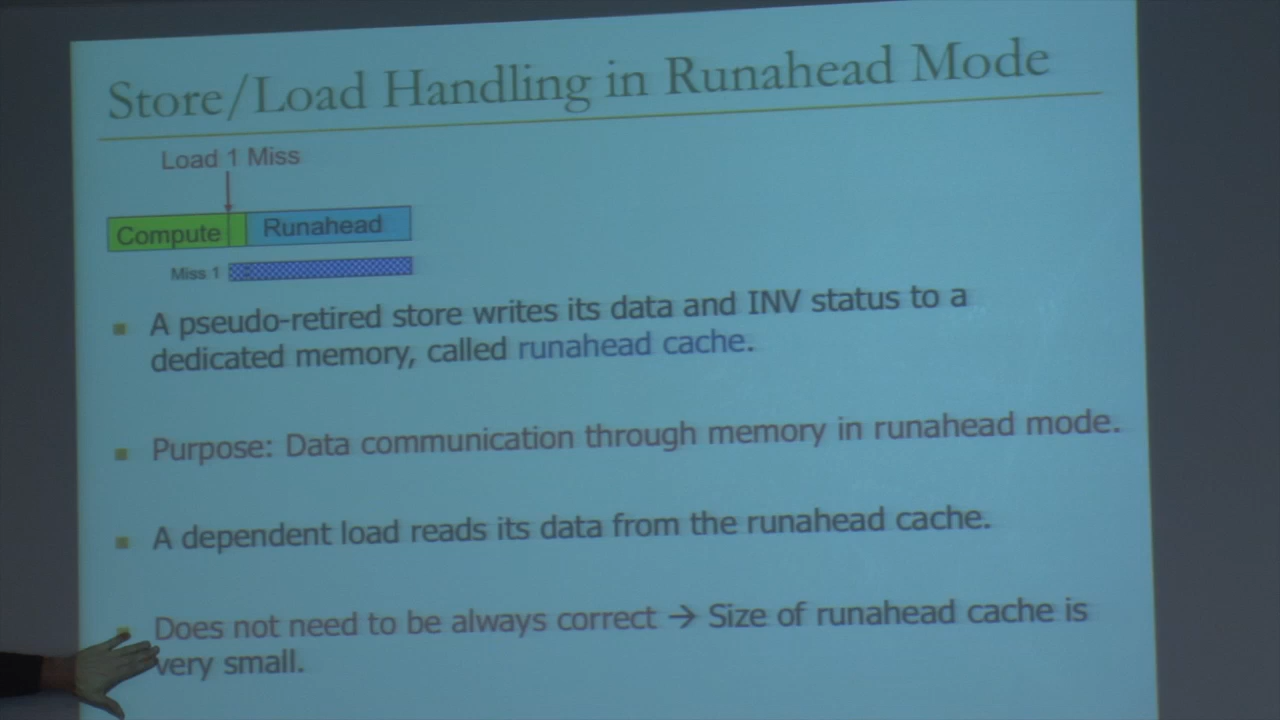 Store/Load Handling in Runahead Mode
Load 1 Miss
Compute
Runahead
Miss 1
A pseudo-retired store writes its data and INV status to a
dedicated memory, called runahead cache.
Purpose: Data communication through memory in runahead mode.
A dependent load reads its data from the runahead cache.
Does not need to be always correct → Size of runahead cache is
very small.